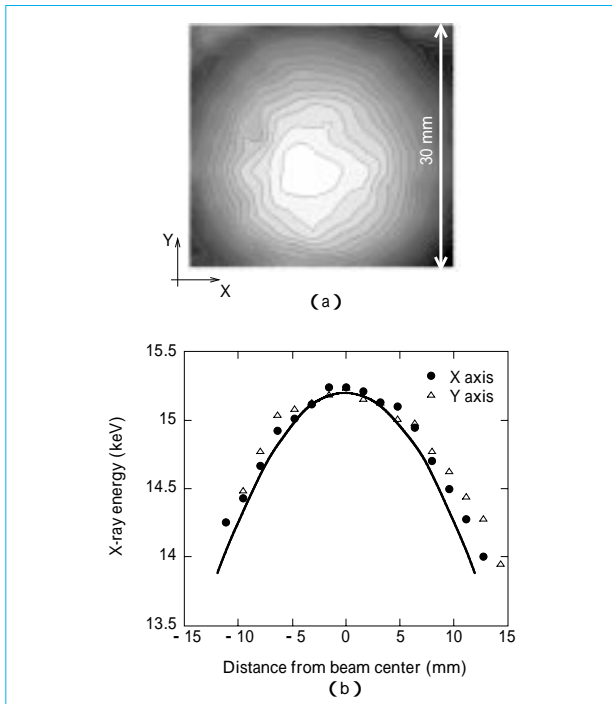 30 mm
Y
X
(a)
15.5
15
14.5
14
13.5
X-ray energy (keV)
X axis
Y axis
- 15 - 10 - 5 0 5 10 15
Distance from beam center (mm)
(b)